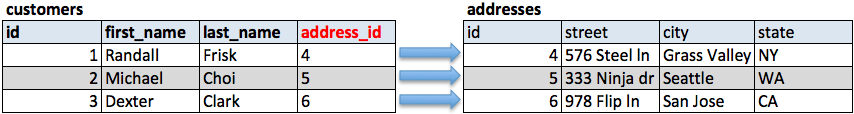 customers addresses
id first_name last_name address_id id street city state
1 Randall Frisk 4 4 576 Steel ln Grass Valley NY
2 Michael Choi 5 5 333 Ninja dr Seattle WA
3 Dexter Clark 6 6 978 Flip ln San Jose CA